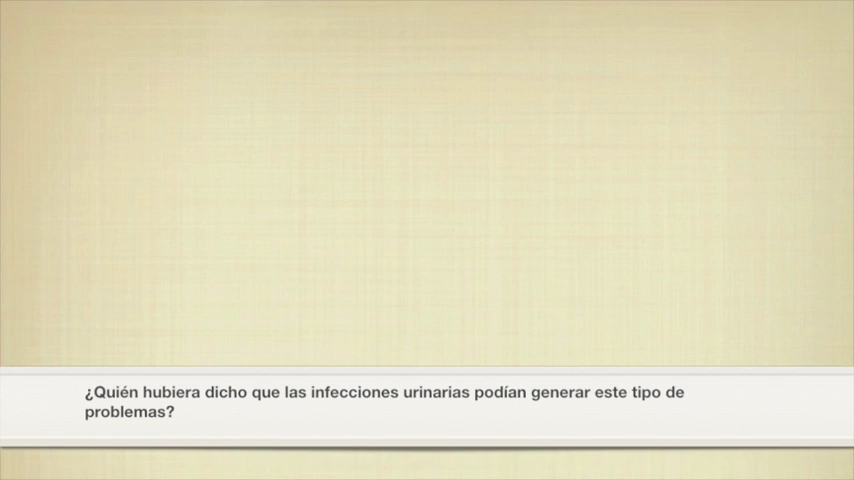 ¿Quién hubiera dicho que las infecciones urinarias podían generar este tipo de
problemas?